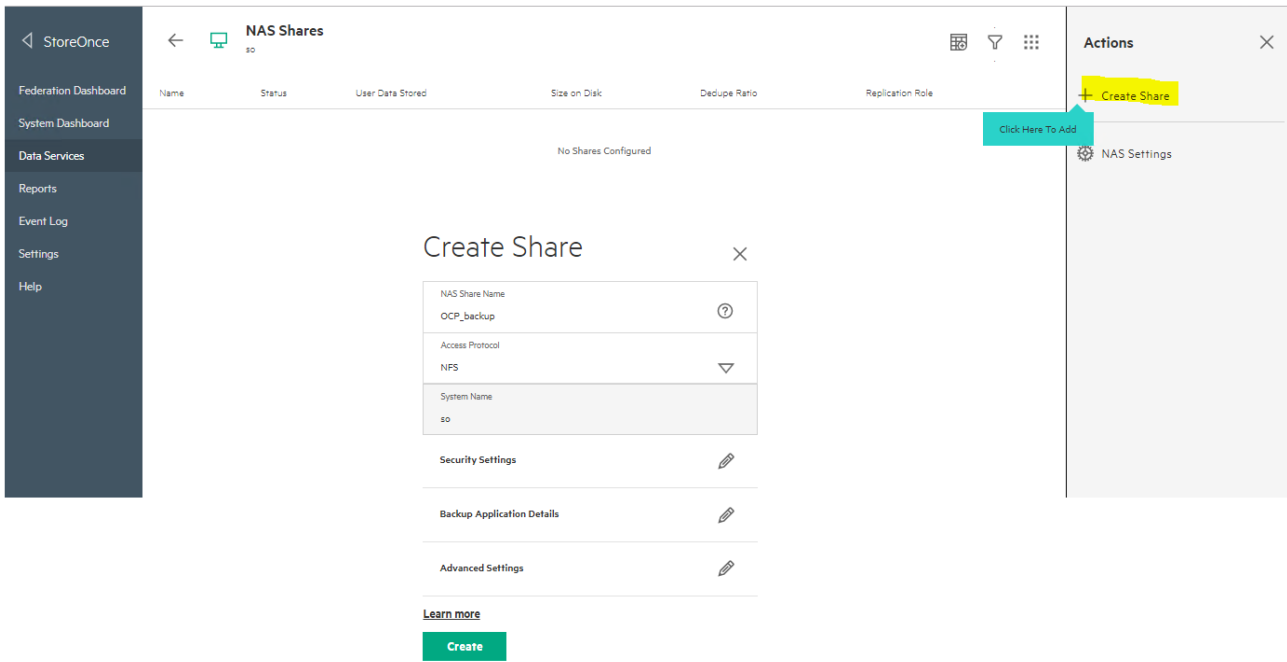 StoreOnce
Federation Dashboard
System Dashboard
Data Services
Reports
Event Log
Settings
Help
NAS Shares
so
Name Status User Data Stored Size on Disk Dedupe Ratio Replication Role
No Shares Configured
Actions
Create Share
Click Here To Add
NAS Settings
Create Share
NAS Share Name
OCP_backup
Access Protocol
NFS
System Name
so
Security Settings
Backup Application Details
Advanced Settings
Learn more
Create